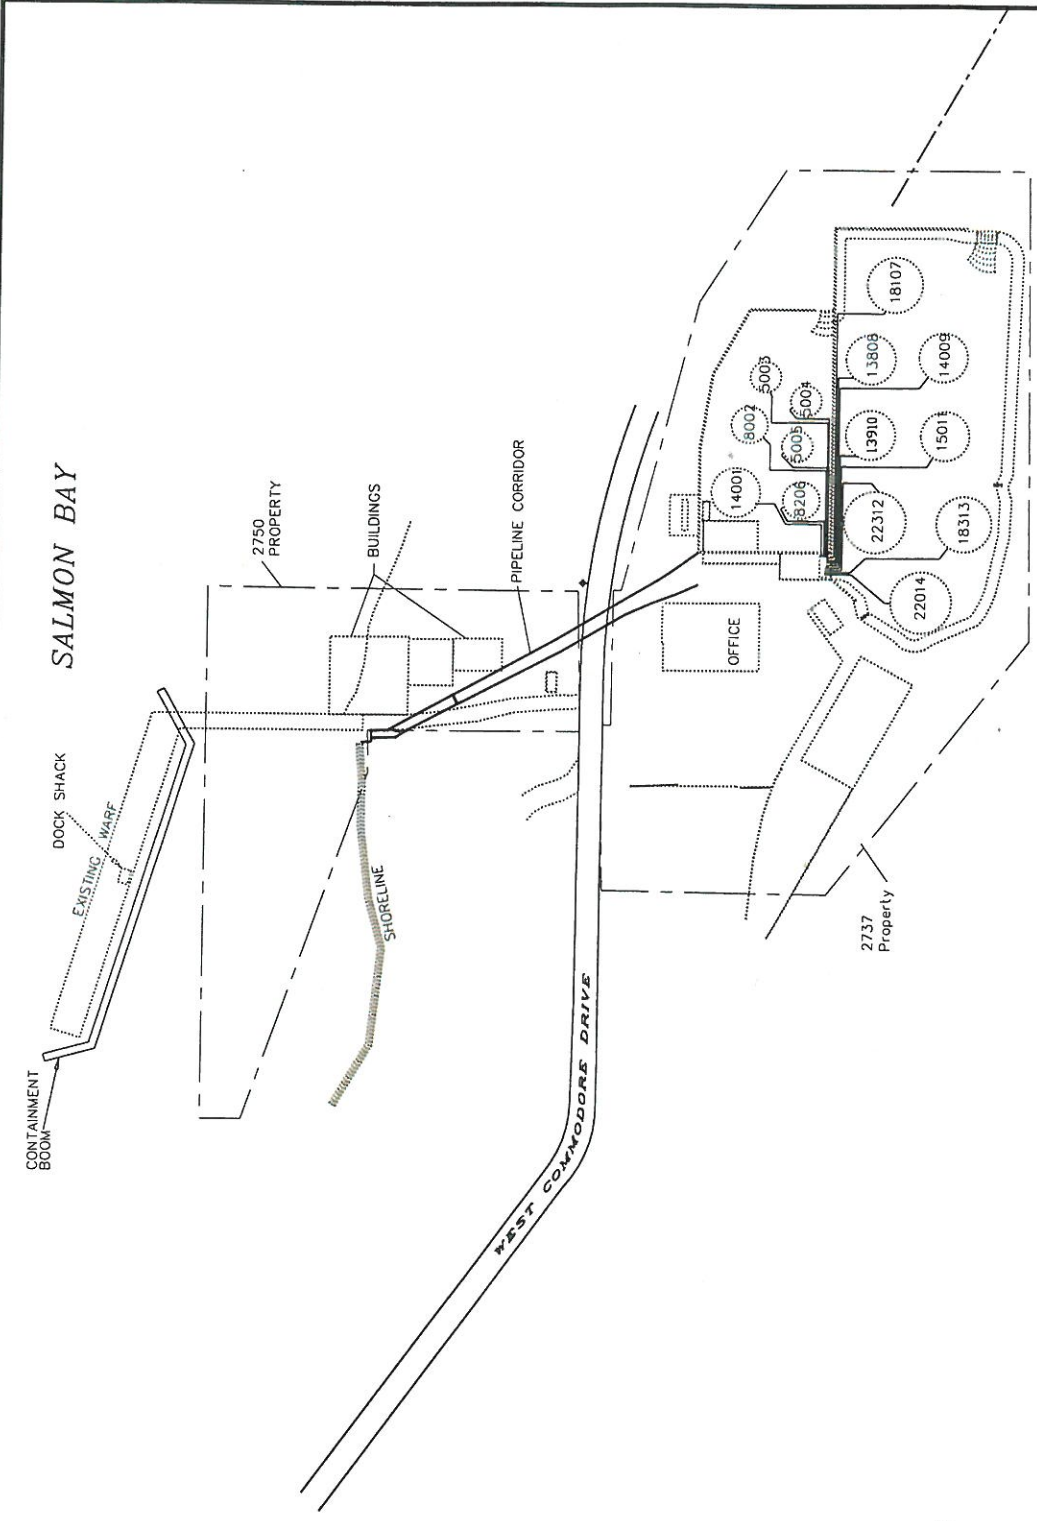 SALMON BAY
CONTAINMENT
BOOM
EXISTING WARF
DOCK SHACK
2750
PROPERTY
BUILDINGS
SHORELINE
PIPELINE CORRIDOR
WEST COMMODORE DRIVE
2737
Property
OFFICE
14001
8002
5003
8206
5005
5004
22312
13910
13808
18107
22014
18313
15011
14009